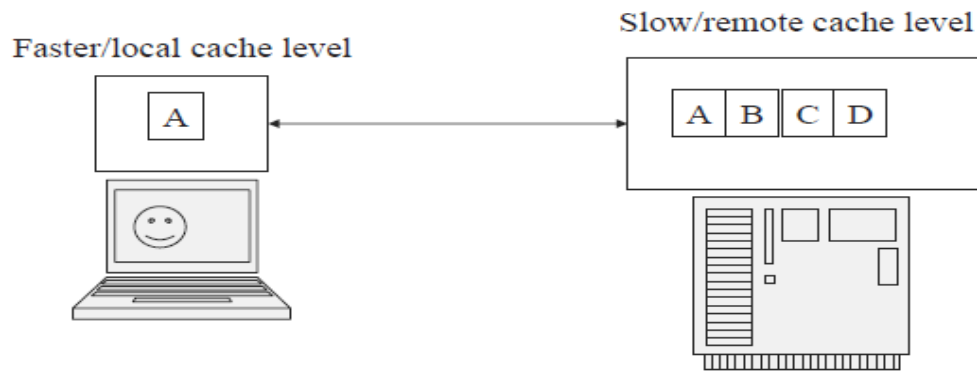 Slow/remote cache level
Faster/local cache level
A
A B C D